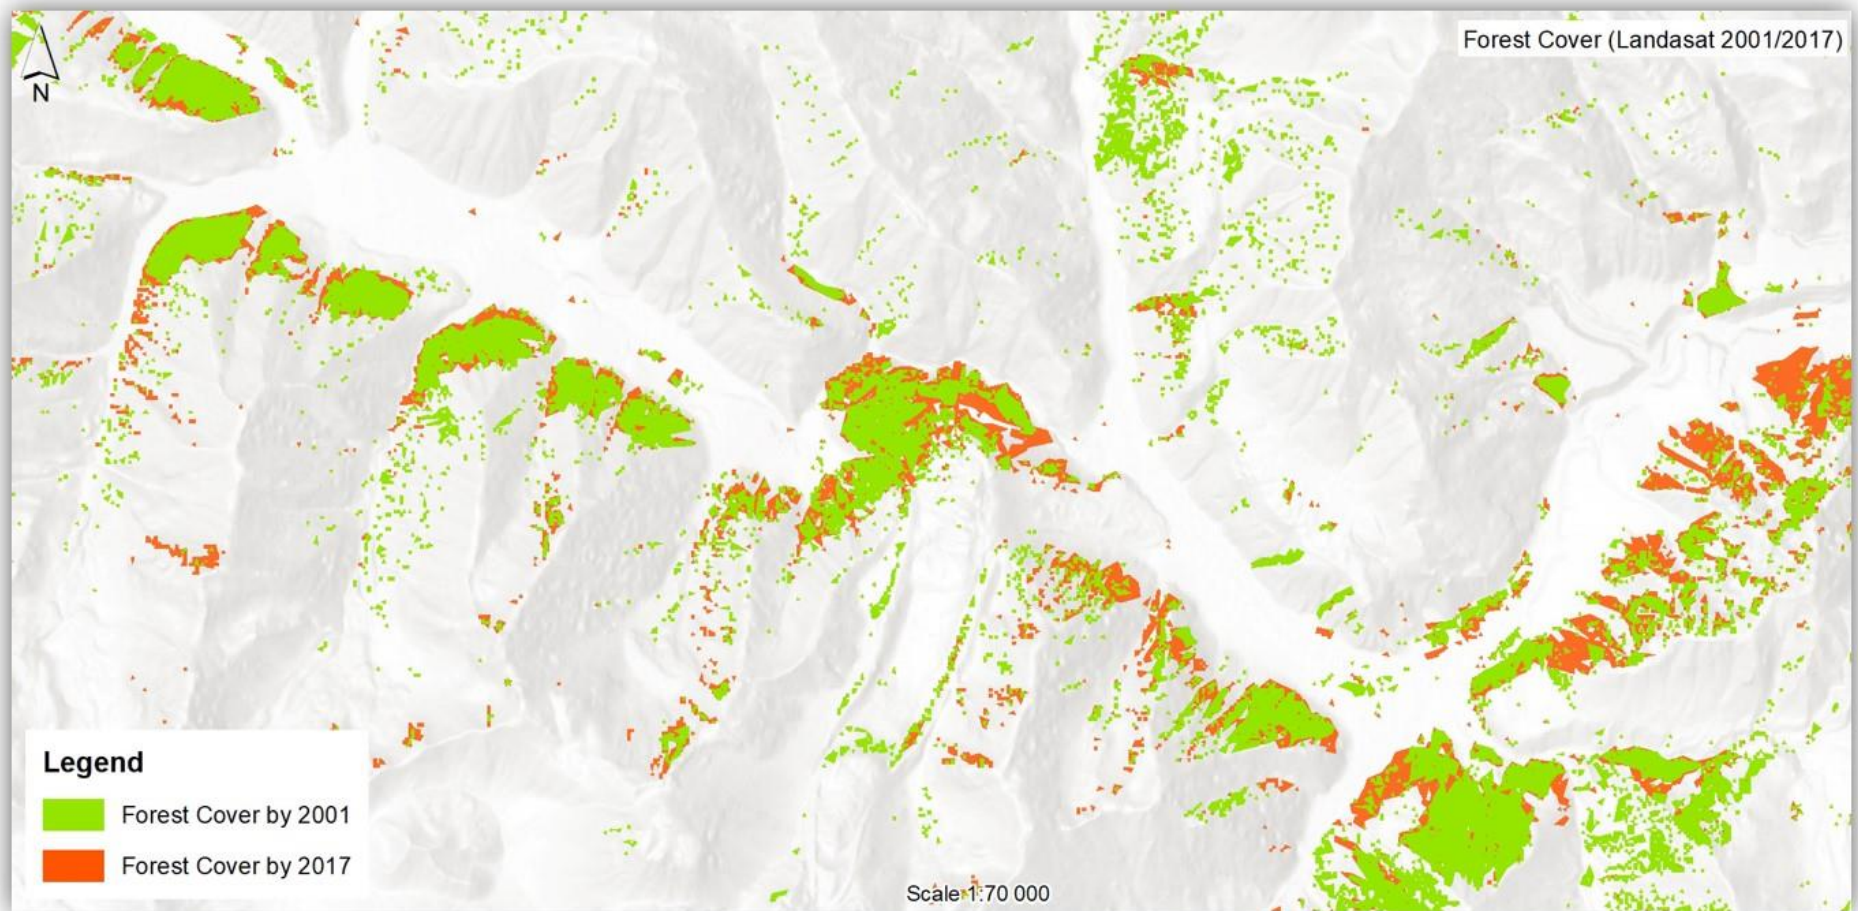 Forest Cover (Landasat 2001/2017)
N
Legend
Forest Cover by 2001
Forest Cover by 2017
Scale 1:70 000